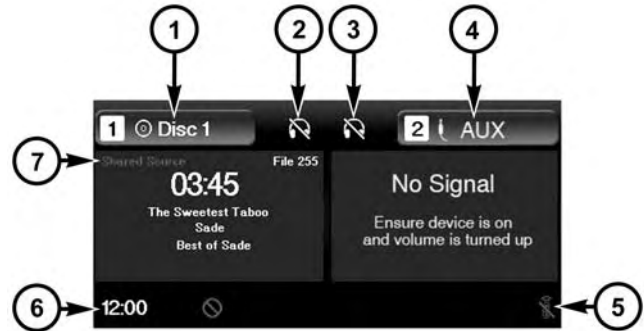 1 2 3 4
1 Disc 1 2 AUX
7 Shared Source File 255
03:45
The Sweetest Taboo
Sade
Best of Sade
No Signal
Ensure device is on
and volume is turned up
6 12:00 5